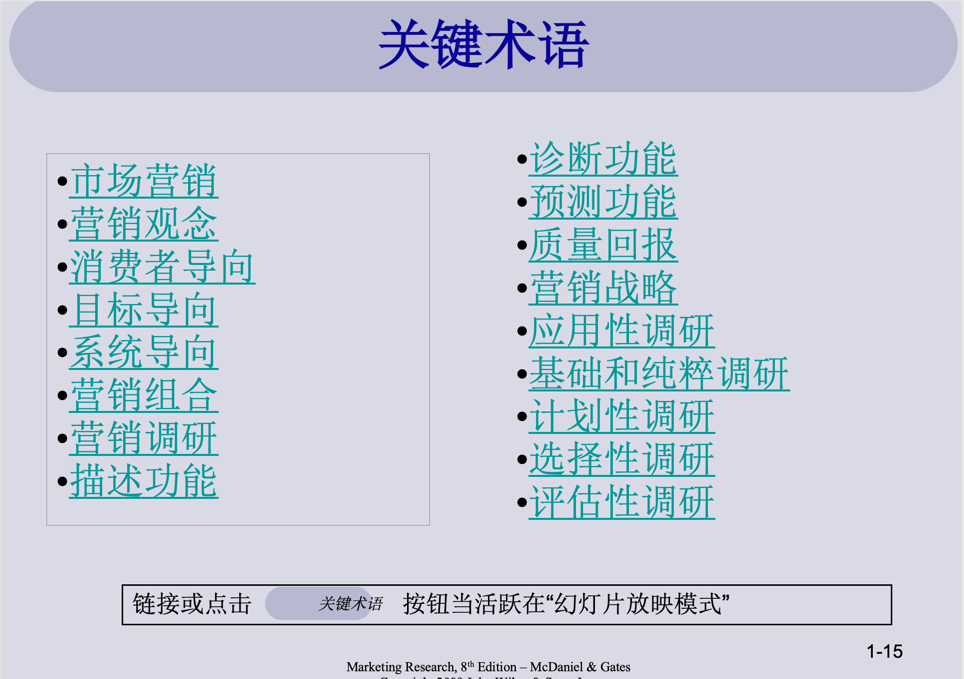 关键术语
•市场营销
•营销观念
•消费者导向
•目标导向
•系统导向
•营销组合
•营销调研
•描述功能
•诊断功能
•预测功能
•质量回报
•营销战略
•应用性调研
•基础和纯粹调研
•计划性调研
•选择性调研
•评估性调研
链接或点击 关键术语 按钮当活跃在“幻灯片放映模式”
1-15
Marketing Research, 8th Edition – McDaniel & Gates